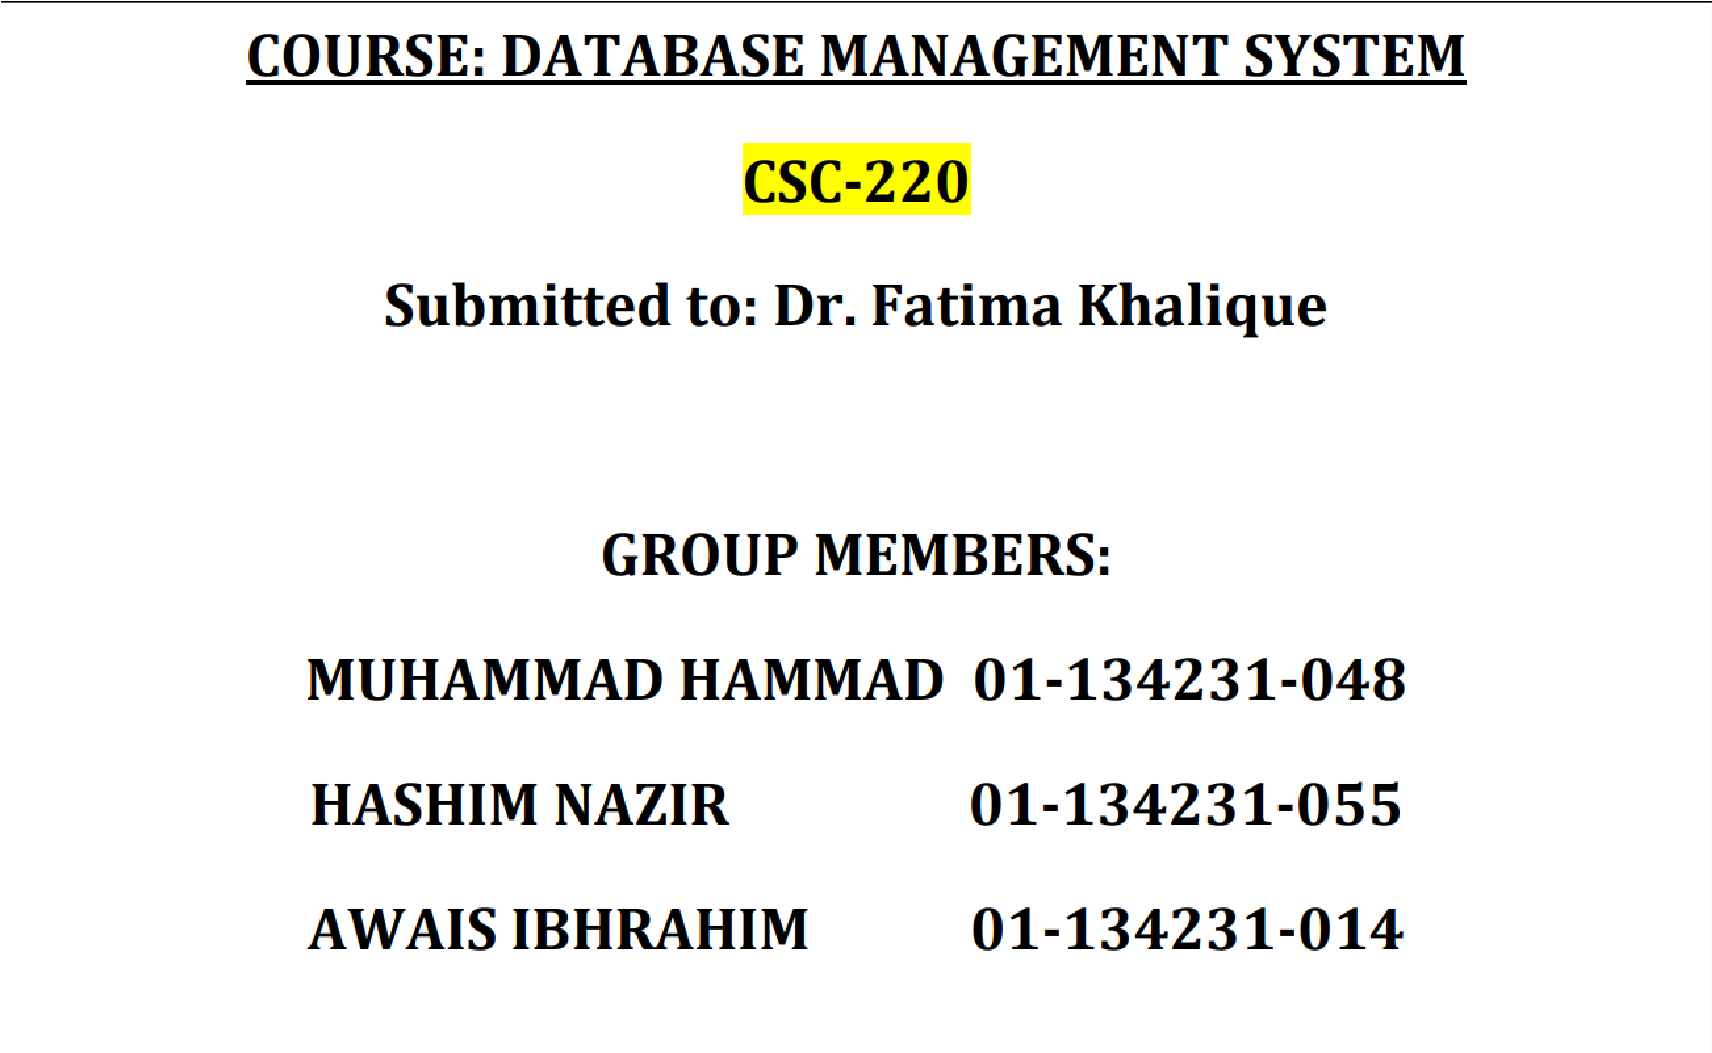 COURSE: DATABASE MANAGEMENT SYSTEM
CSC-220
Submitted to: Dr. Fatima Khalique
GROUP MEMBERS:
MUHAMMAD HAMMAD 01-134231-048
HASHIM NAZIR 01-134231-055
AWAIS IBHRAHIM 01-134231-014